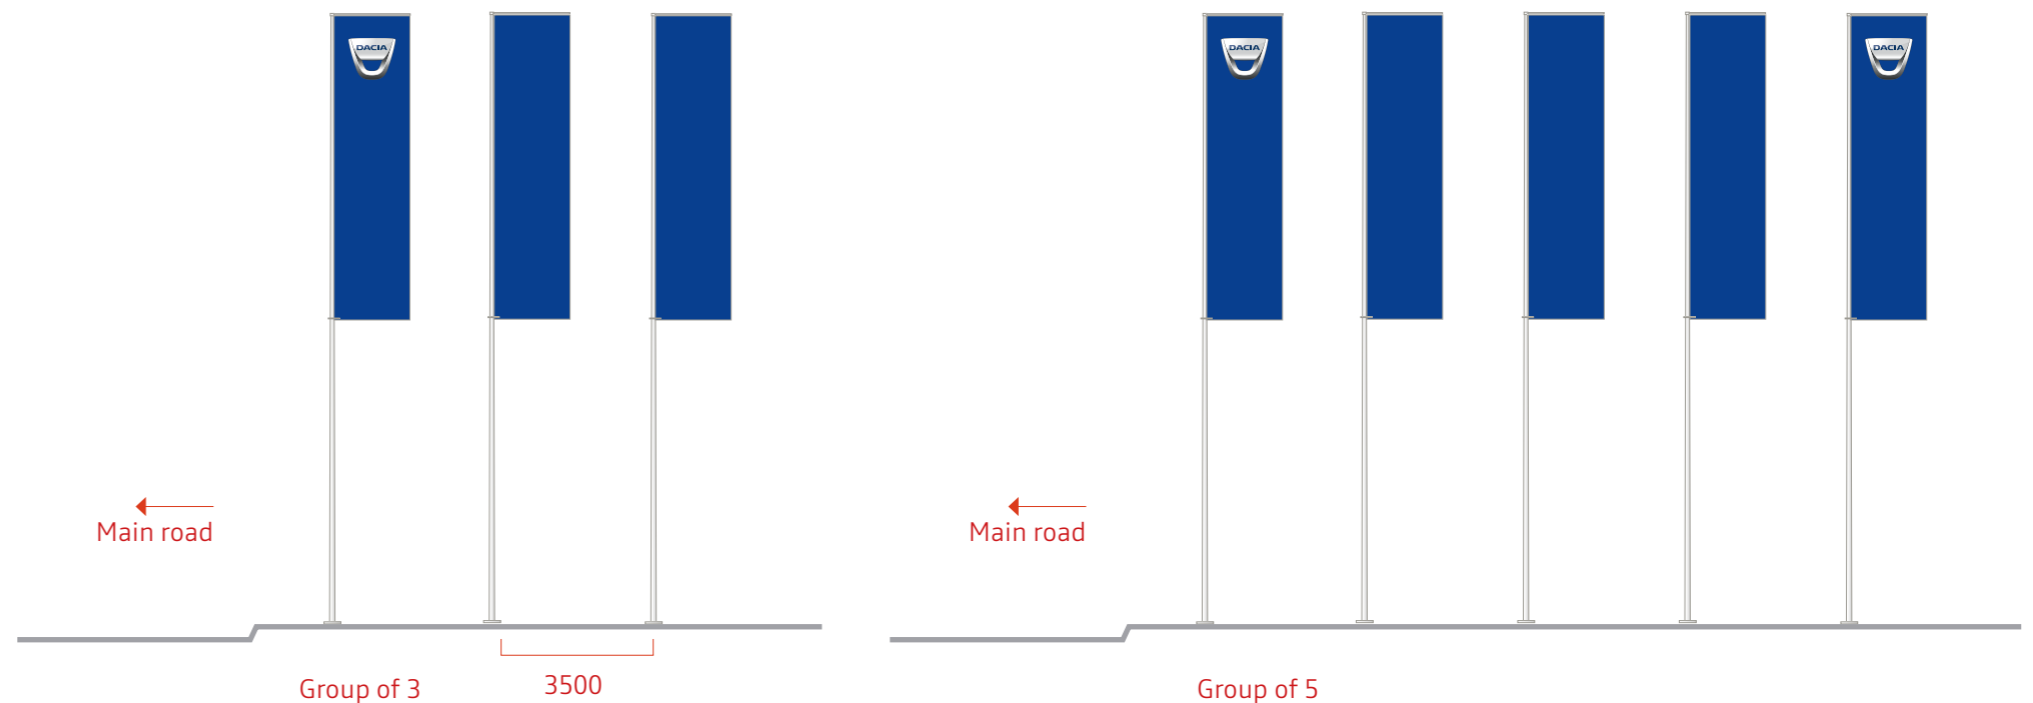 DACIA
DACIA
DACIA
Main road
Main road
3500
Group of 3
Group of 5